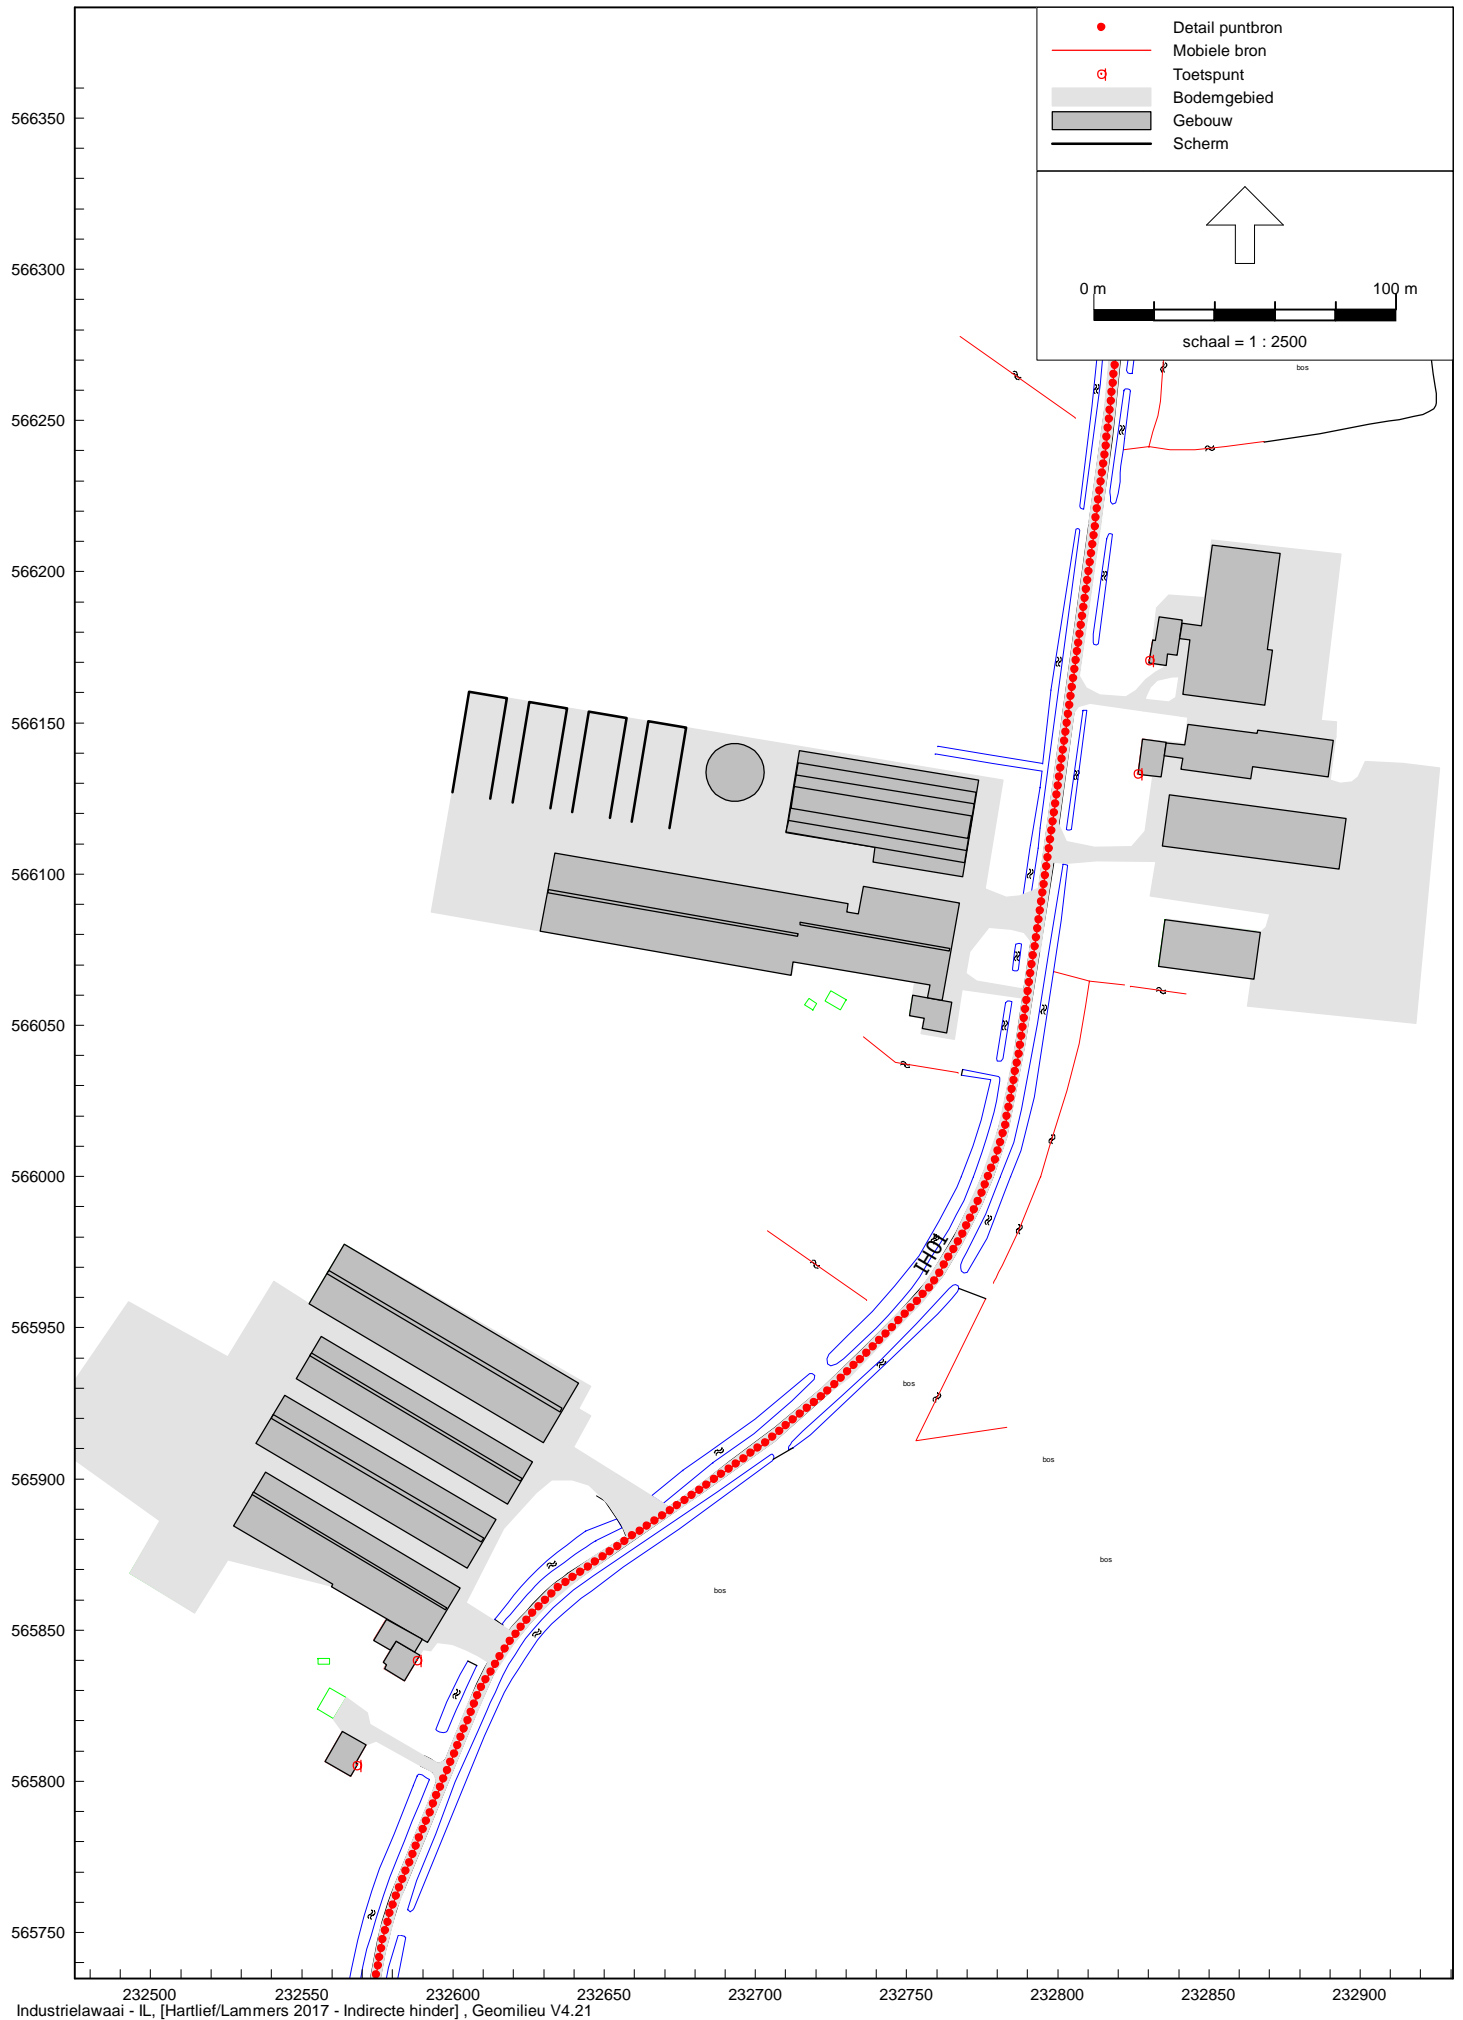 Detail puntbron
Mobiele bron
Toetspunt
Bodemgebied
Gebouw
Scherm
0 m 100 m
schaal = 1 : 2500
566350
566300
566250
566200
566150
566100
566050
566000
565950
565900
565850
565800
565750
bos
IH01
bos
bos
bos
bos
232500 232550 232600 232650 232700 232750 232800 232850 232900
Industrielawaai - IL, [Hartlief/Lammers 2017 - Indirecte hinder] , Geomilieu V4.21